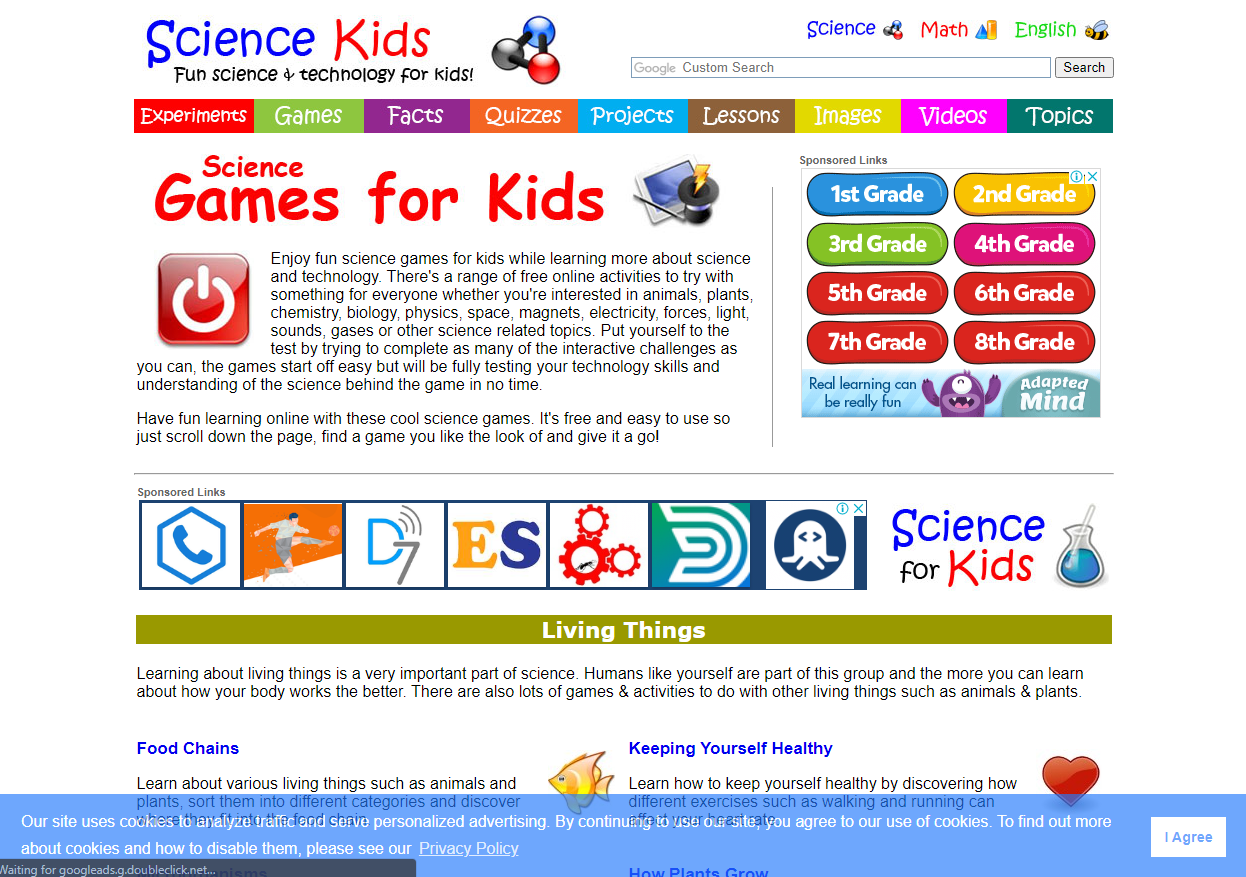 Science Kids
Fun science & technology for kids!
Science Math English
Google Custom Search Search
Experiments Games Facts Quizzes Projects Lessons Images Videos Topics
Science
Games for Kids
Enjoy fun science games for kids while learning more about science
and technology. There's a range of free online activities to try with
something for everyone whether you're interested in animals, plants,
chemistry, biology, physics, space, magnets, electricity, forces, light,
sounds, gases or other science related topics. Put yourself to the
test by trying to complete as many of the interactive challenges as
you can, the games start off easy but will be fully testing your technology skills and
understanding of the science behind the game in no time.
Have fun learning online with these cool science games. It's free and easy to use so
just scroll down the page, find a game you like the look of and give it a go!
Sponsored Links
1st Grade 2nd Grade
3rd Grade 4th Grade
5th Grade 6th Grade
7th Grade 8th Grade
Real learning can
be really fun
Adapted
Mind
Sponsored Links
D7
ES
Science
for Kids
Living Things
Learning about living things is a very important part of science. Humans like yourself are part of this group and the more you can learn
about how your body works the better. There are also lots of games & activities to do with other living things such as animals & plants.
Food Chains
Learn about various living things such as animals and
plants, sort them into different categories and discover
where they fit into the food chain.
Keeping Yourself Healthy
Learn how to keep yourself healthy by discovering how
different exercises such as walking and running can
affect your heart rate.
How Plants Grow
Our site uses cookies to analyze traffic and serve personalized advertising. By continuing to use our site, you agree to our use of cookies. To find out more
about cookies and how to disable them, please see our Privacy Policy
I Agree
Waiting for googleads.g.doubleclick.net...